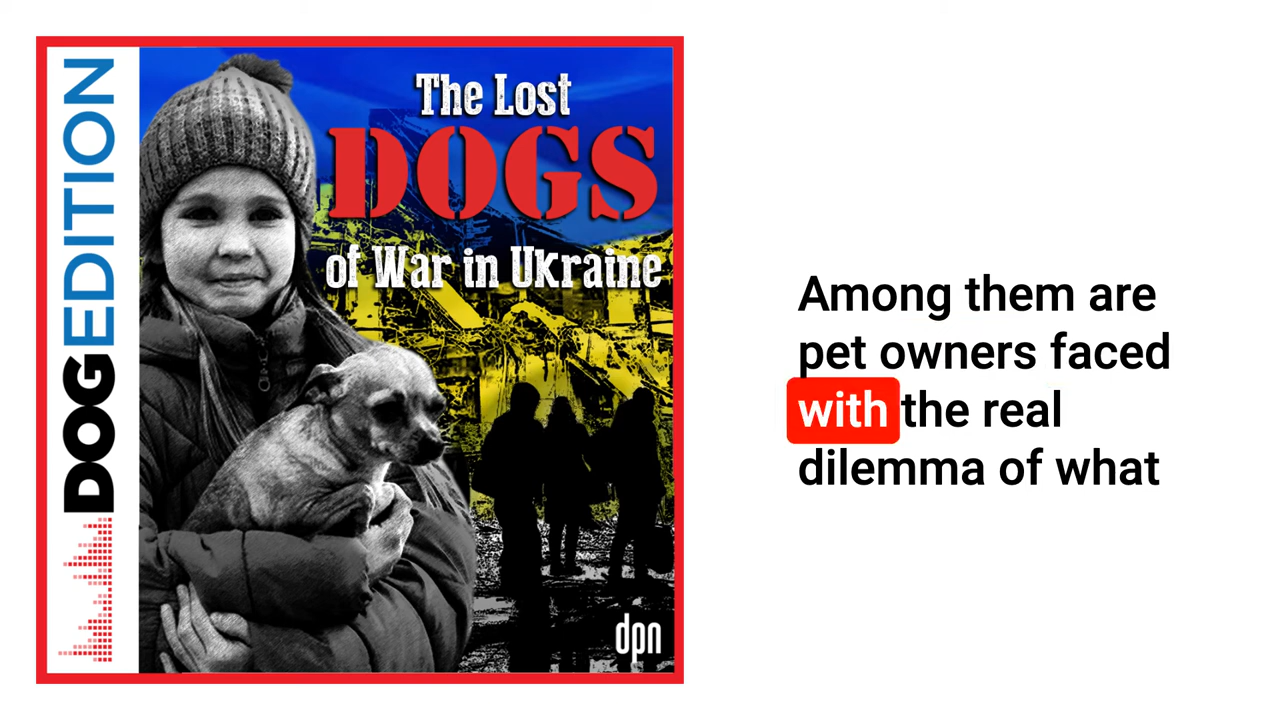 DOGEDITION
The Lost
DOGS
of War in Ukraine
dpn
Among them are
pet owners faced
with the real
dilemma of what